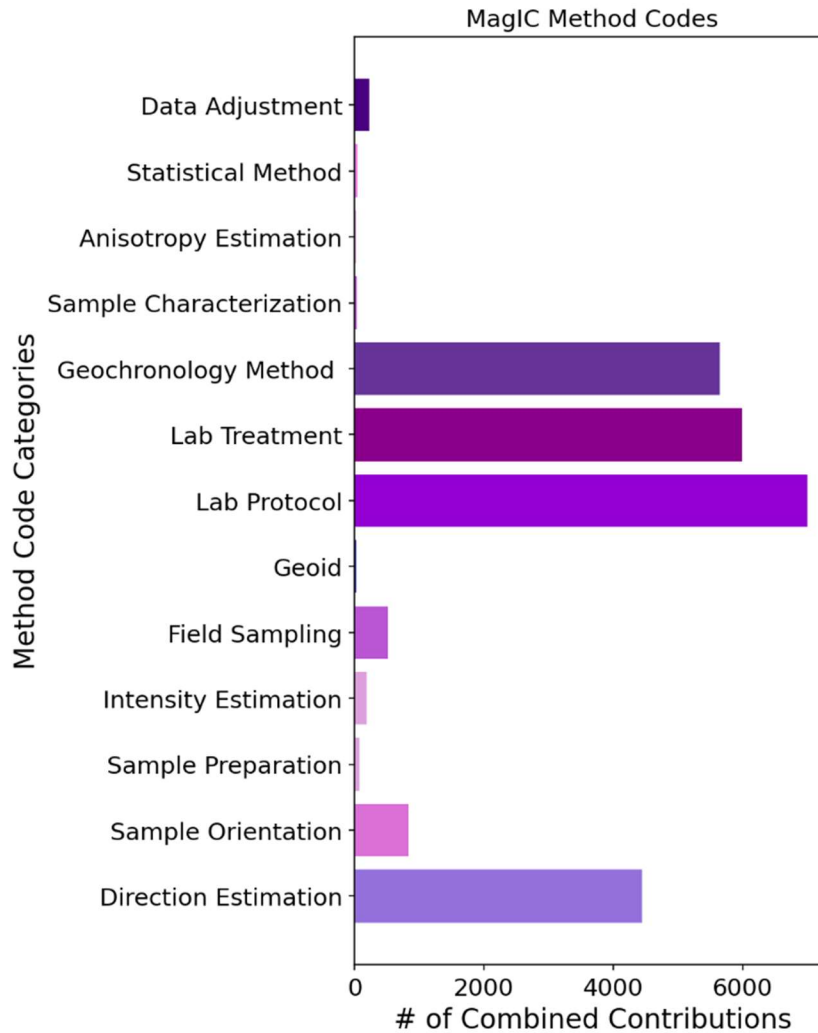 MagIC Method Codes
Data Adjustment
Statistical Method
Anisotropy Estimation
Sample Characterization
Geochronology Method
Lab Treatment
Lab Protocol
Geoid
Field Sampling
Intensity Estimation
Sample Preparation
Sample Orientation
Direction Estimation
Method Code Categories
0 2000 4000 6000
# of Combined Contributions